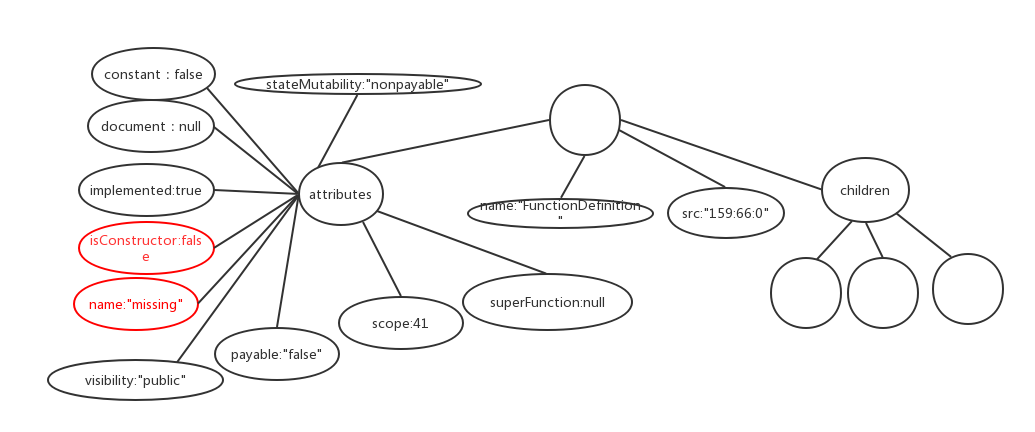 constant : false
stateMutability:"nonpayable"
document : null
implemented:true
attributes
children
name:"FunctionDefinition
"
src:"159:66:0"
isConstructor:fals
e
name:"missing"
superFunction:null
scope:41
payable:"false"
visibility:"public"